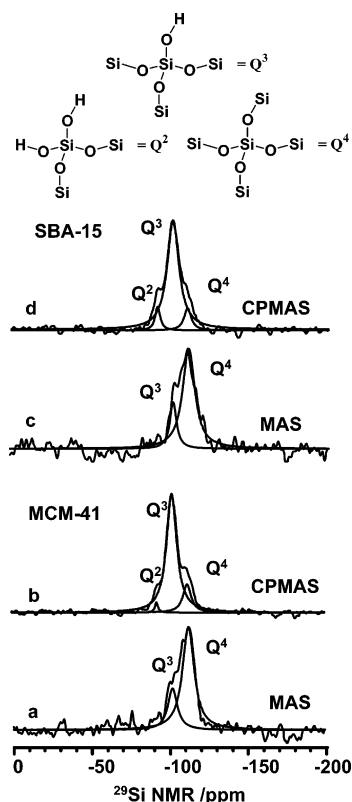 H
O
Si O Si O Si = Q³
O
Si
H
O
H O Si O Si = Q²
O
Si
Si
O
Si O Si O Si = Q⁴
O
Si
SBA-15
Q³
Q² Q⁴
d CPMAS
Q³ Q⁴
c MAS
MCM-41
Q³
Q² Q⁴
b CPMAS
Q³ Q⁴
a MAS
0 -50 -100 -150 -200
²⁹Si NMR /ppm